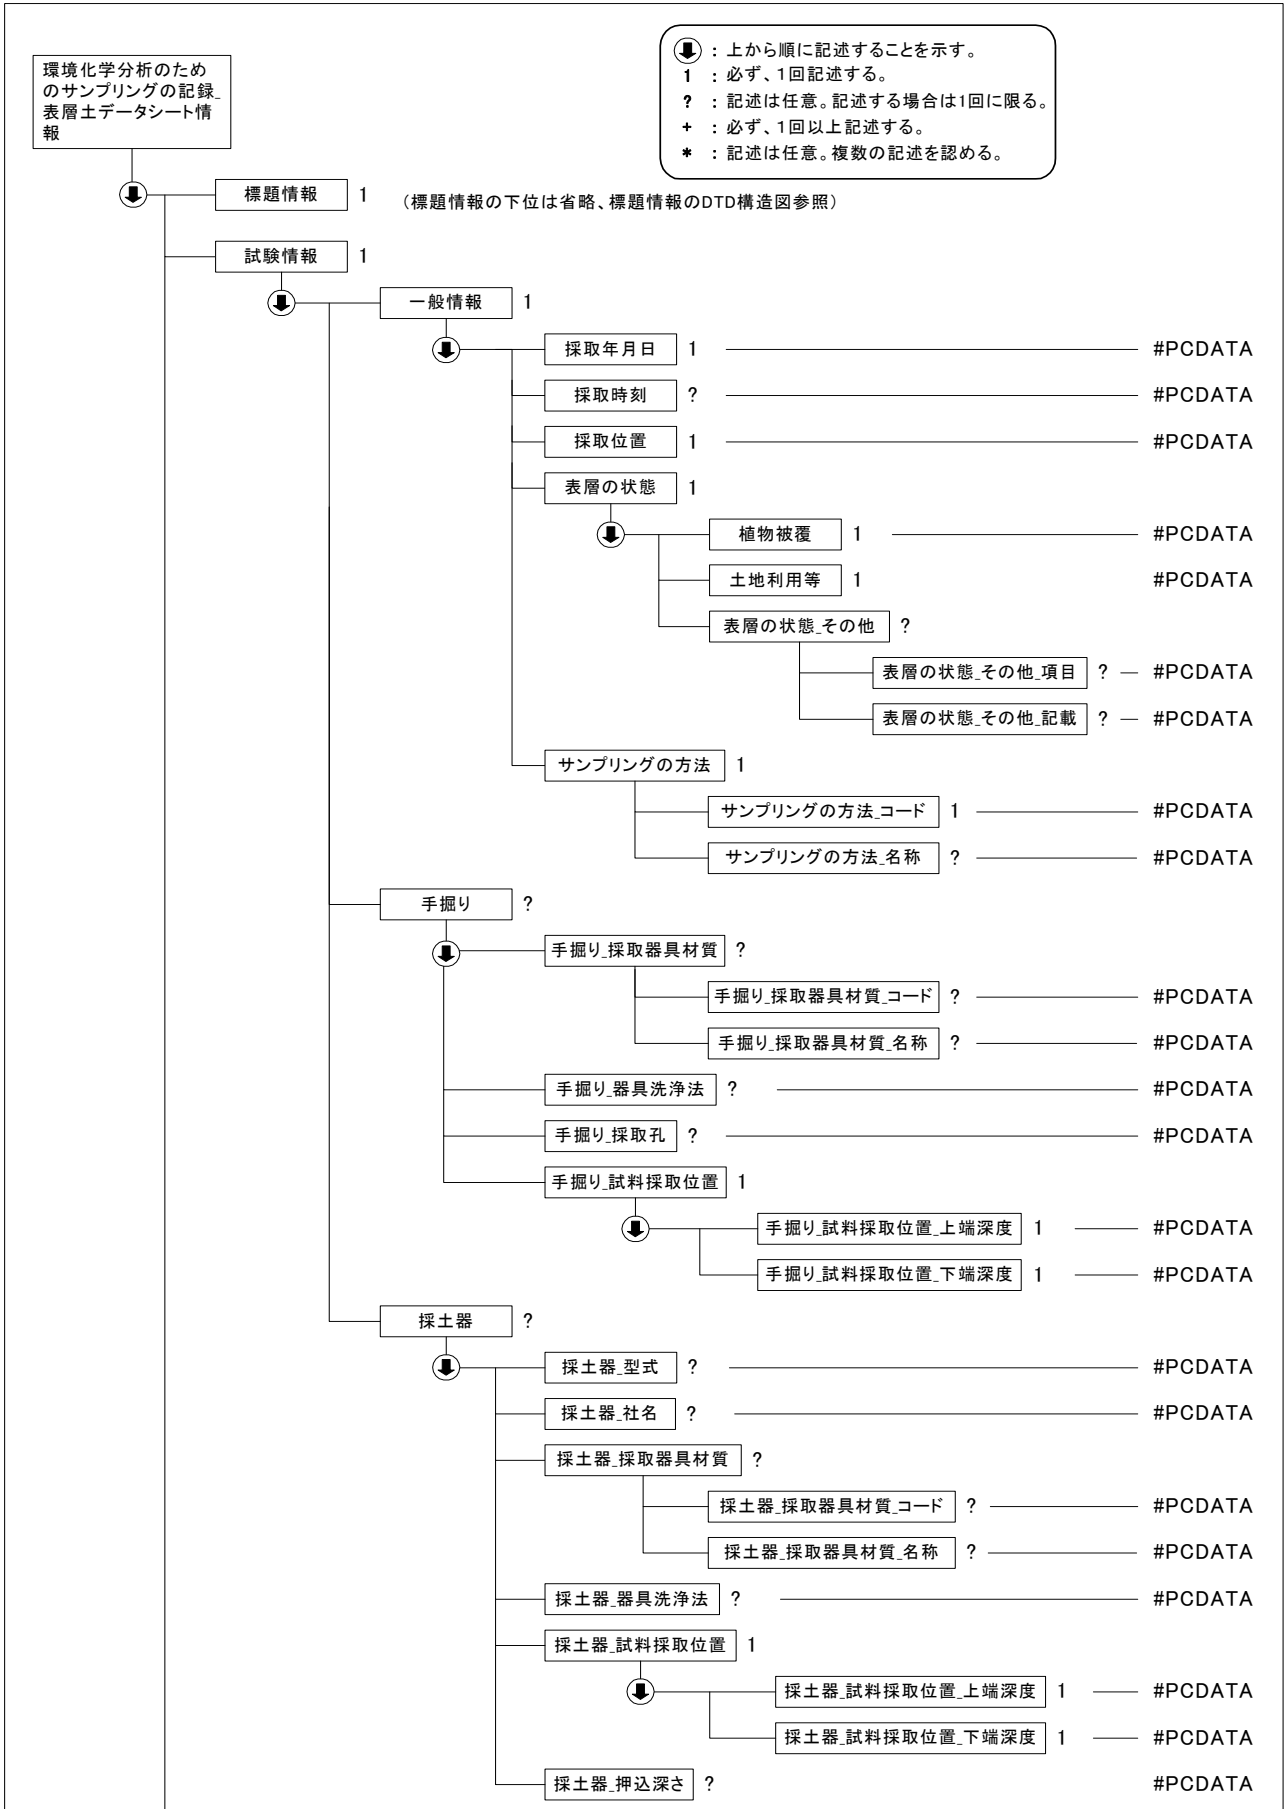 ⬇ : 上から順に記述することを示す。
1 : 必ず、1回記述する。
? : 記述は任意。記述する場合は1回に限る。
+ : 必ず、1回以上記述する。
* : 記述は任意。複数の記述を認める。
環境化学分析のため
のサンプリングの記録_
表層土データシート情
報
標題情報 1 (標題情報の下位は省略、標題情報のDTD構造図参照)
試験情報 1
一般情報 1
採取年月日 1 #PCDATA
採取時刻 ? #PCDATA
採取位置 1 #PCDATA
表層の状態 1
植物被覆 1 #PCDATA
土地利用等 1 #PCDATA
表層の状態_その他 ?
表層の状態_その他_項目 ? #PCDATA
表層の状態_その他_記載 ? #PCDATA
サンプリングの方法 1
サンプリングの方法_コード 1 #PCDATA
サンプリングの方法_名称 ? #PCDATA
手掘り ?
手掘り_採取器具材質 ?
手掘り_採取器具材質_コード ? #PCDATA
手掘り_採取器具材質_名称 ? #PCDATA
手掘り_器具洗浄法 ? #PCDATA
手掘り_採取孔 ? #PCDATA
手掘り_試料採取位置 1
手掘り_試料採取位置_上端深度 1 #PCDATA
手掘り_試料採取位置_下端深度 1 #PCDATA
採土器 ?
採土器_型式 ? #PCDATA
採土器_社名 ? #PCDATA
採土器_採取器具材質 ?
採土器_採取器具材質_コード ? #PCDATA
採土器_採取器具材質_名称 ? #PCDATA
採土器_器具洗浄法 ? #PCDATA
採土器_試料採取位置 1
採土器_試料採取位置_上端深度 1 #PCDATA
採土器_試料採取位置_下端深度 1 #PCDATA
採土器_押込深さ ? #PCDATA